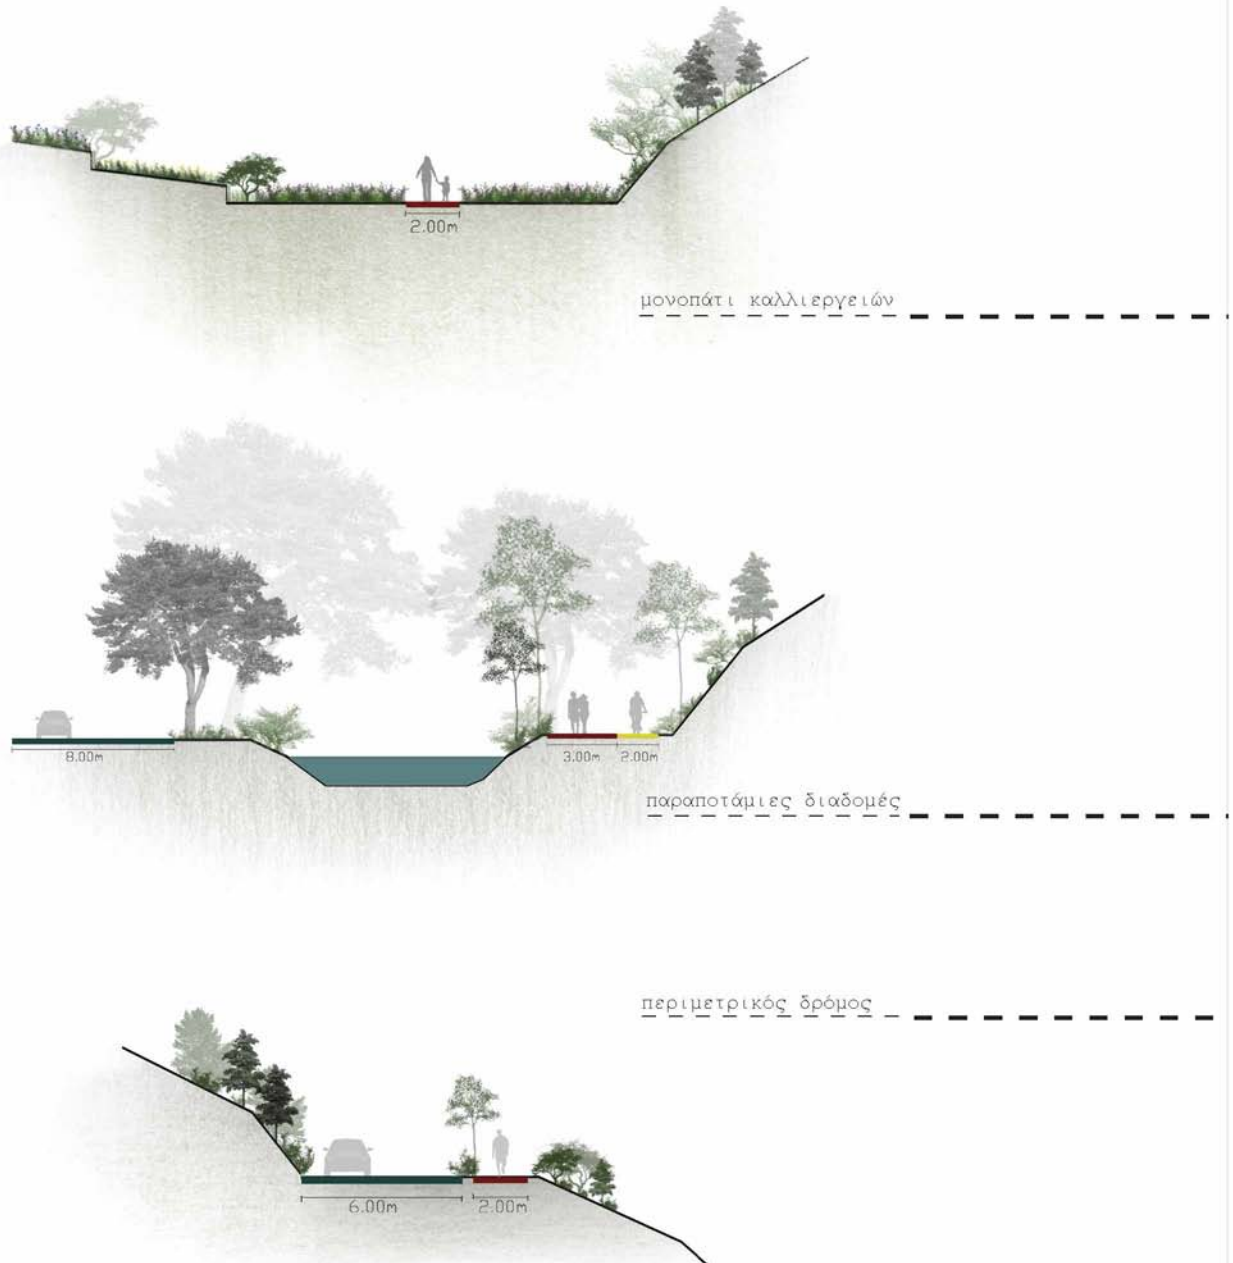 2.00m
μονοπάτι καλλιεργειών
8.00m
3.00m 2.00m
παραποτάμιες διαδομές
περιμετρικός δρόμος
6.00m 2.00m